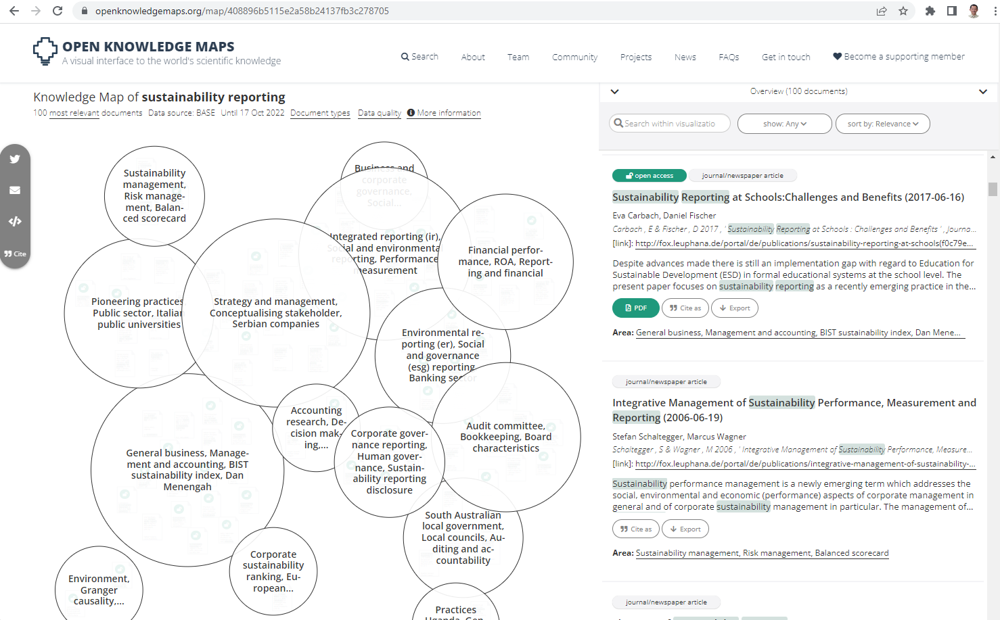 openknowledgemaps.org/map/408896b5115e2a58b24137fb3c278705
OPEN KNOWLEDGE MAPS
A visual interface to the world's scientific knowledge
Search
About
Team
Community
Projects
News
FAQs
Get in touch
Become a supporting member
Knowledge Map of sustainability reporting
100 most relevant documents Data source: BASE Until 17 Oct 2022 Document types Data quality More information
Cite
Sustainability
management,
Risk manage-
ment, Balan-
ced scorecard
Business and
corporate
governance,
Social...
Integrated reporting (ir),
Social and environmental
reporting, Performance
measurement
Financial perfor-
mance, ROA, Report-
ing and financial
Pioneering practices,
Public sector, Italian
public universities
Strategy and management,
Conceptualising stakeholder,
Serbian companies
Environmental re-
porting (er), Social
and governance
(esg) reporting,
Banking sector
Accounting
research, De-
cision mak-
ing,...
Corporate gover-
nance reporting,
Human gover-
nance, Sustain-
ability reporting
disclosure
Audit committee,
Bookkeeping, Board
characteristics
General business, Manage-
ment and accounting, BIST
sustainability index, Dan
Menengah
South Australian
local government,
Local councils, Au-
diting and ac-
countability
Corporate
sustainability
ranking, Eu-
ropean...
Environment,
Granger
causality,...
Practices
Overview (100 documents)
Search within visualizatio
show: Any
sort by: Relevance
open access
journal/newspaper article
Sustainability Reporting at Schools:Challenges and Benefits (2017-06-16)
Eva Carbach, Daniel Fischer
Carbach , E & Fischer , D 2017 , ' Sustainability Reporting at Schools : Challenges and Benefits ' , Journa...
[link]: http://fox.leuphana.de/portal/de/publications/sustainability-reporting-at-schools(f0c79e...
Despite advances made there is still an implementation gap with regard to Education for
Sustainable Development (ESD) in formal educational systems at the school level. The
present paper focuses on sustainability reporting as a recently emerging practice in the...
PDF
Cite as
Export
Area: General business, Management and accounting, BIST sustainability index, Dan Mene...
journal/newspaper article
Integrative Management of Sustainability Performance, Measurement and
Reporting (2006-06-19)
Stefan Schaltegger, Marcus Wagner
Schaltegger , S & Wagner , M 2006 , ' Integrative Management of Sustainability Performance, Measure...
[link]: http://fox.leuphana.de/portal/de/publications/integrative-management-of-sustainability-...
Sustainability performance management is a newly emerging term which addresses the
social, environmental and economic (performance) aspects of corporate management in
general and of corporate sustainability management in particular. The management of...
Cite as
Export
Area: Sustainability management, Risk management, Balanced scorecard
journal/newspaper article